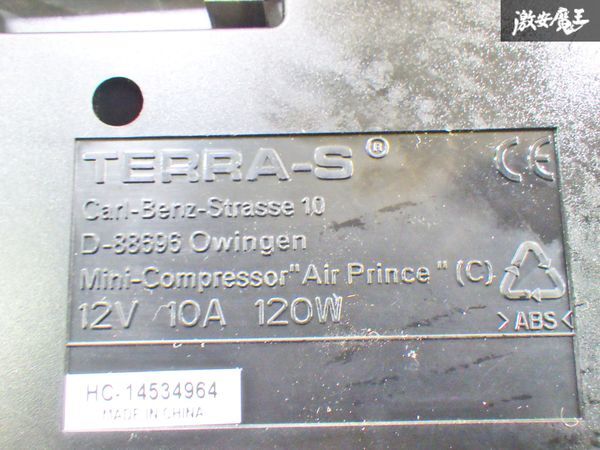 激安魔王
TERRA-S ® CE
Carl-Benz-Strasse 10
D-88696 Owingen
Mini-Compressor "Air Prince" (C)
12V 10A 120W
>ABS<
HC-14534964
MADE IN CHINA